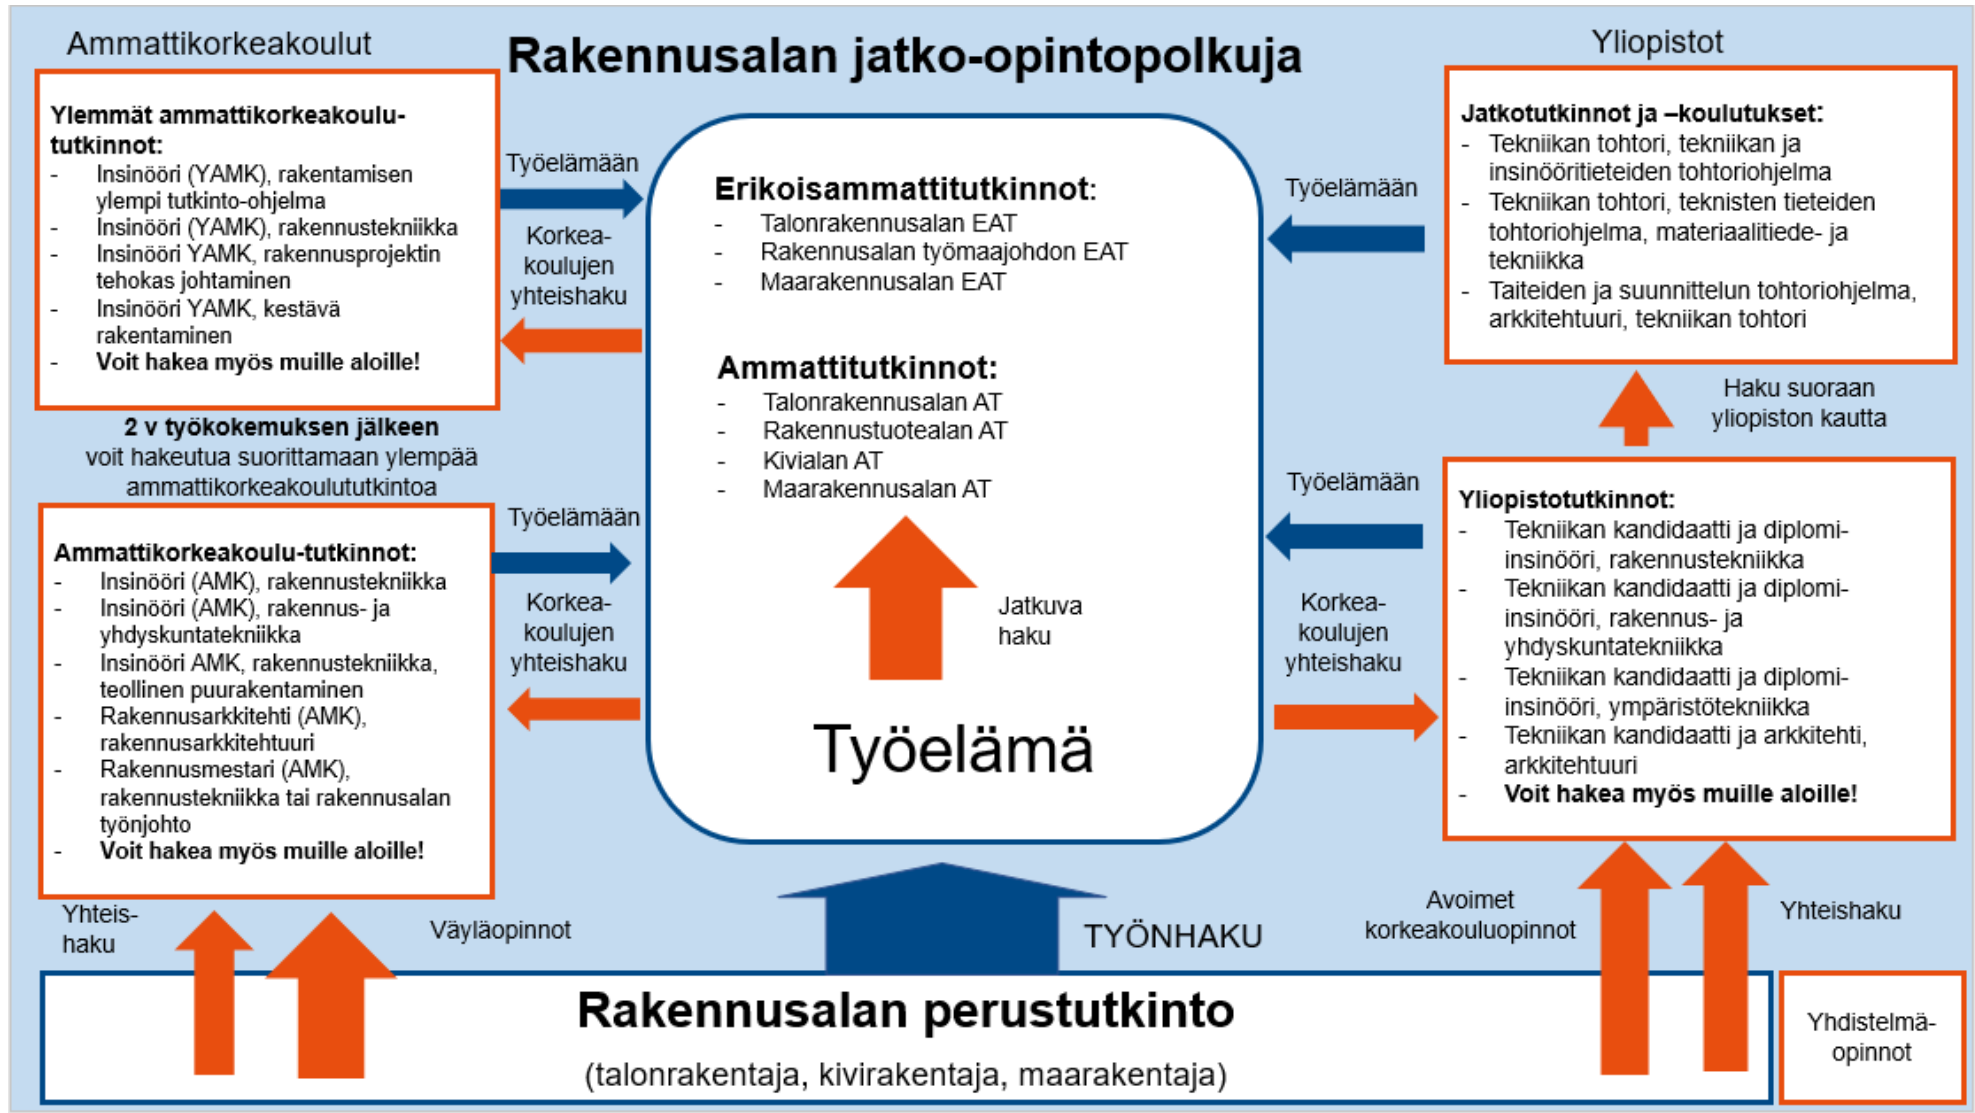 Rakennusalan jatko-opintopolkuja
Ammattikorkeakoulut
Ylemmät ammattikorkeakoulu-
tutkinnot:
- Insinööri (YAMK), rakentamisen
ylempi tutkinto-ohjelma
- Insinööri (YAMK), rakennustekniikka
- Insinööri YAMK, rakennusprojektin
tehokas johtaminen
- Insinööri YAMK, kestävä
rakentaminen
- Voit hakea myös muille aloille!
2 v työkokemuksen jälkeen
voit hakeutua suorittamaan ylempää
ammattikorkeakoulututkintoa
Ammattikorkeakoulu-tutkinnot:
- Insinööri (AMK), rakennustekniikka
- Insinööri (AMK), rakennus- ja
yhdyskuntatekniikka
- Insinööri AMK, rakennustekniikka,
teollinen puurakentaminen
- Rakennusarkkitehti (AMK),
rakennusarkkitehtuuri
- Rakennusmestari (AMK),
rakennustekniikka tai rakennusalan
työnjohto
- Voit hakea myös muille aloille!
Yhteis-
haku
Väyläopinnot
Työelämään
Korkea-
koulujen
yhteishaku
Työelämään
Korkea-
koulujen
yhteishaku
Erikoisammattitutkinnot:
- Talonrakennusalan EAT
- Rakennusalan työmaajohdon EAT
- Maarakennusalan EAT
Ammattitutkinnot:
- Talonrakennusalan AT
- Rakennustuotealan AT
- Kivialan AT
- Maarakennusalan AT
Jatkuva
haku
Työelämä
TYÖNHAKU
Työelämään
Työelämään
Korkea-
koulujen
yhteishaku
Yliopistot
Jatkotutkinnot ja –koulutukset:
- Tekniikan tohtori, tekniikan ja
insinööritieteiden tohtoriohjelma
- Tekniikan tohtori, teknisten tieteiden
tohtoriohjelma, materiaalitiede- ja
tekniikka
- Taiteiden ja suunnittelun tohtoriohjelma,
arkkitehtuuri, tekniikan tohtori
Haku suoraan
yliopiston kautta
Yliopistotutkinnot:
- Tekniikan kandidaatti ja diplomi-
insinööri, rakennustekniikka
- Tekniikan kandidaatti ja diplomi-
insinööri, rakennus- ja
yhdyskuntatekniikka
- Tekniikan kandidaatti ja diplomi-
insinööri, ympäristötekniikka
- Tekniikan kandidaatti ja arkkitehti,
arkkitehtuuri
- Voit hakea myös muille aloille!
Avoimet
korkeakouluopinnot
Yhteishaku
Rakennusalan perustutkinto
(talonrakentaja, kivirakentaja, maarakentaja)
Yhdistelmä-
opinnot